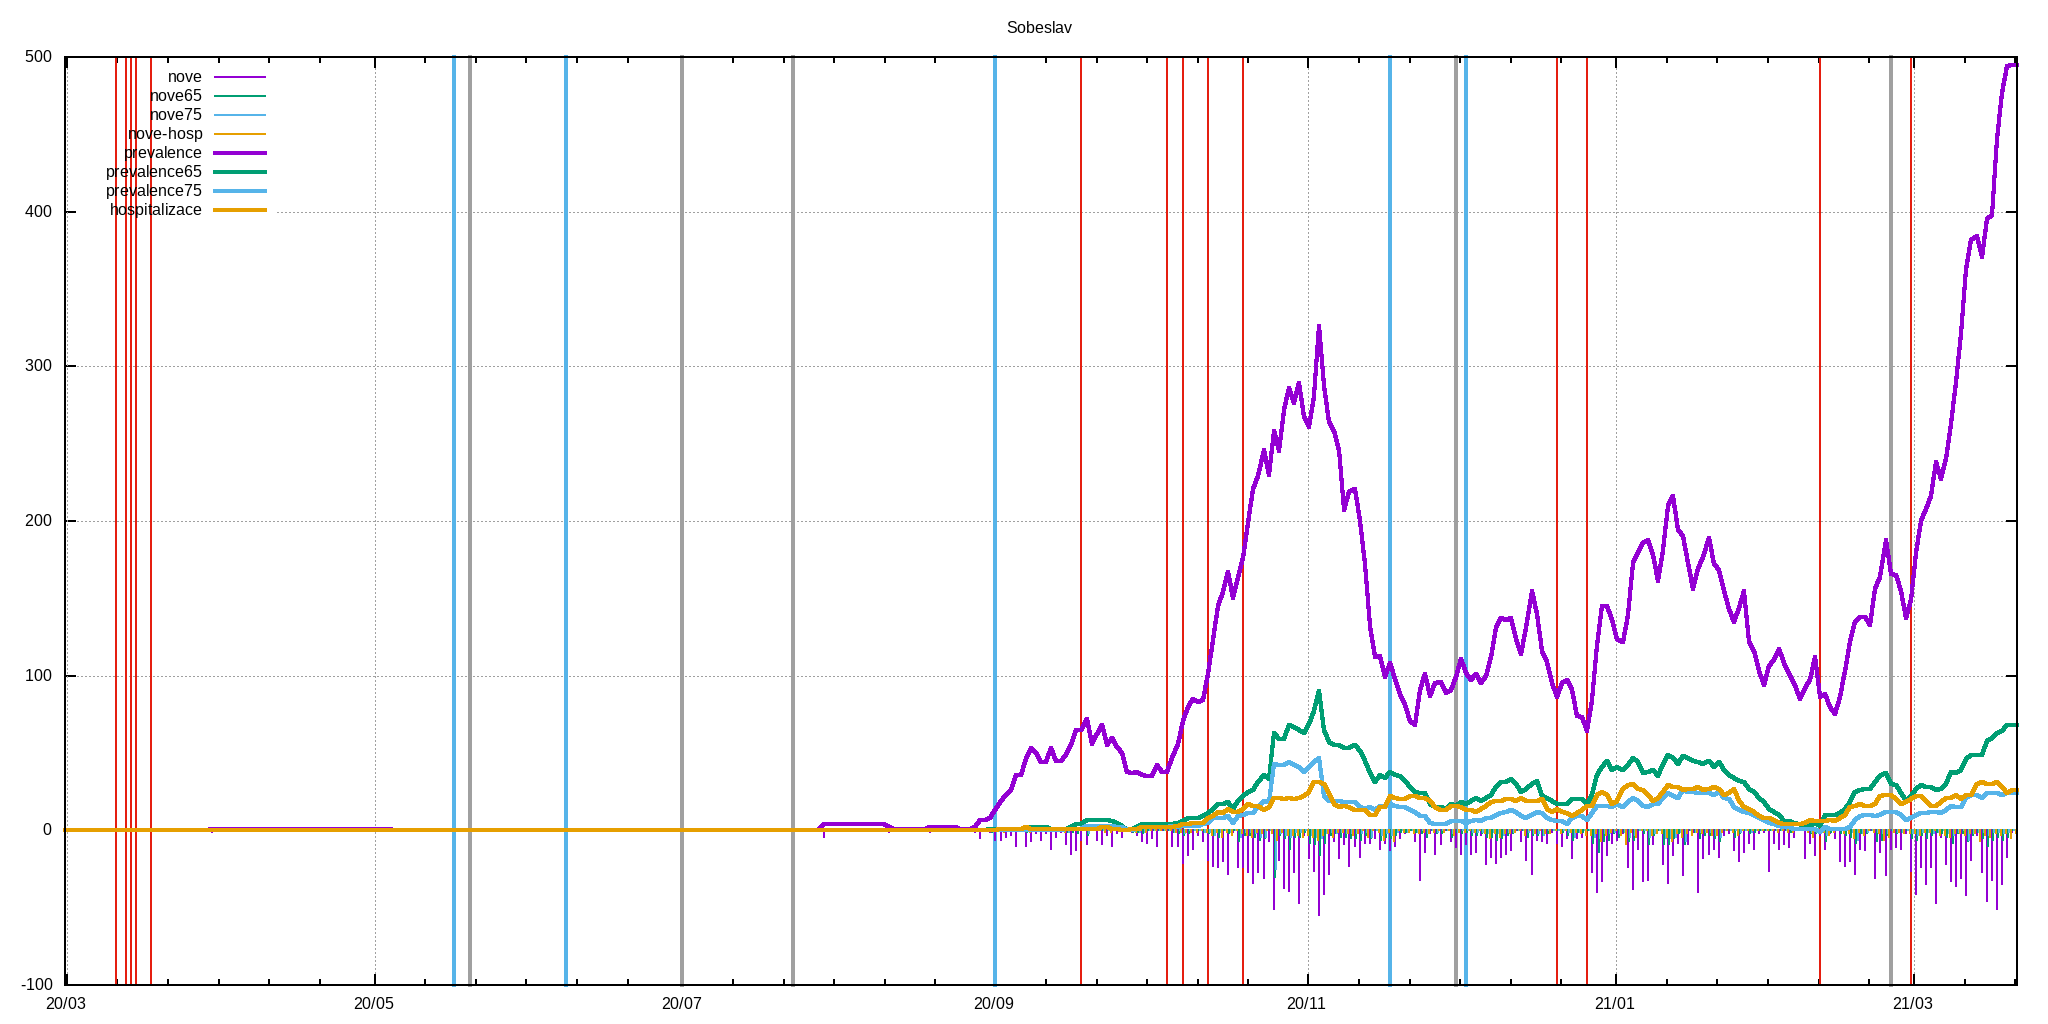 Sobeslav
500
nove
nove65
nove75
nove-hosp
prevalence
prevalence65
prevalence75
hospitalizace
400
300
200
100
0
-100
20/03 20/05 20/07 20/09 20/11 21/01 21/03